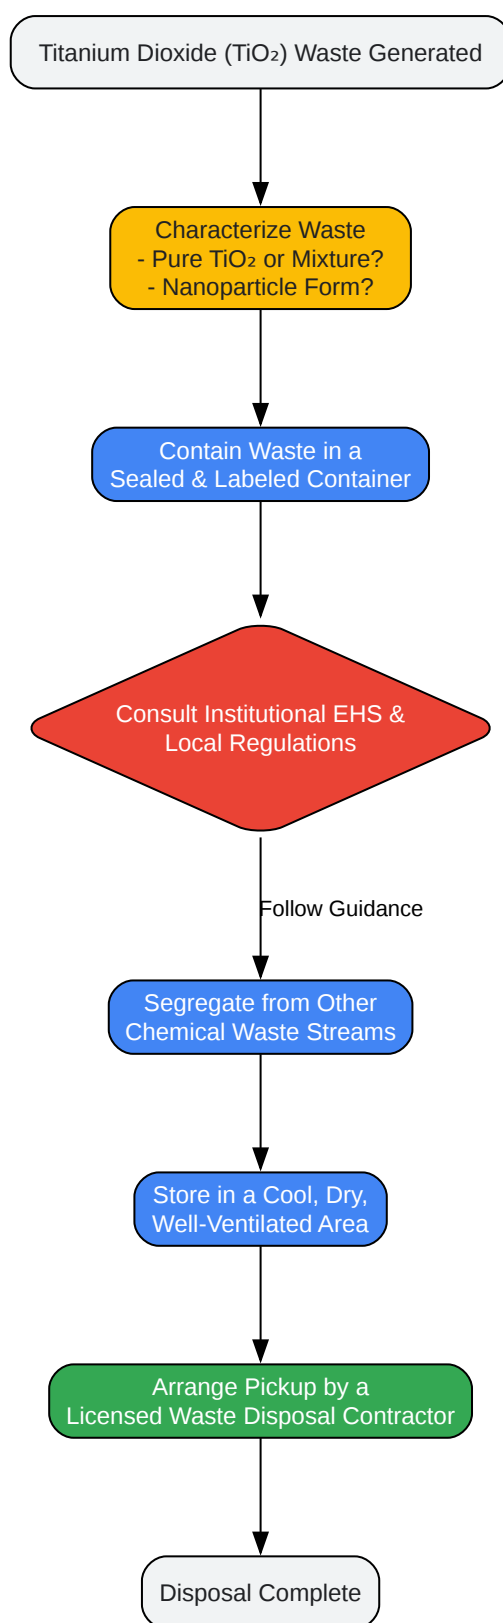 Titanium Dioxide (TiO₂) Waste Generated
Characterize Waste
- Pure TiO₂ or Mixture?
- Nanoparticle Form?
Contain Waste in a
Sealed & Labeled Container
Consult Institutional EHS &
Local Regulations
Follow Guidance
Segregate from Other
Chemical Waste Streams
Store in a Cool, Dry,
Well-Ventilated Area
Arrange Pickup by a
Licensed Waste Disposal Contractor
Disposal Complete